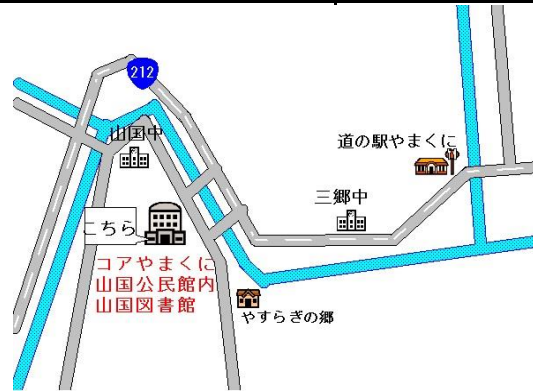 212
山国中
道の駅やまくに
三郷中
こちら
コアやまくに
山国公民館内
山国図書館
やすらぎの郷